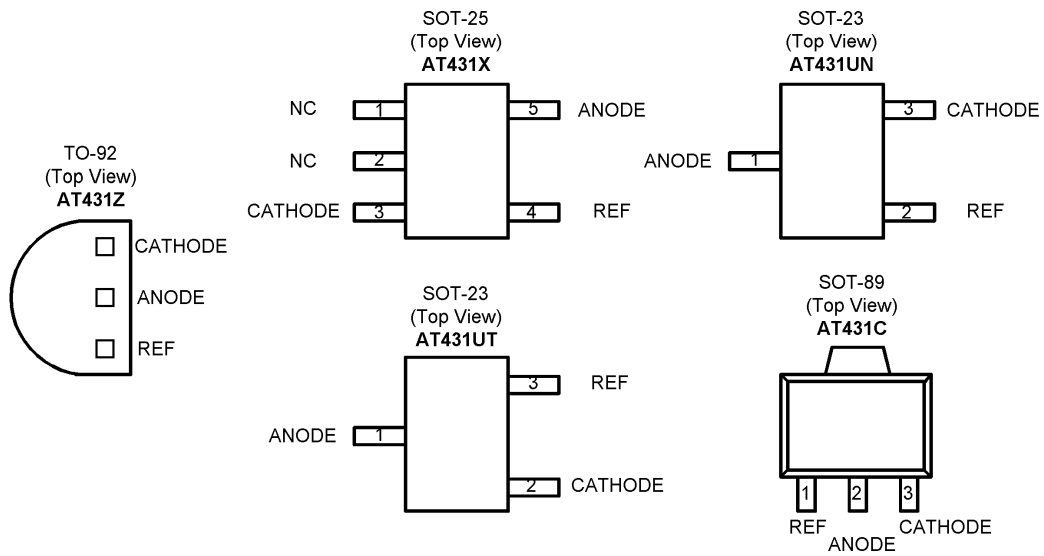 TO-92
(Top View)
AT431Z
CATHODE
ANODE
REF
SOT-25
(Top View)
AT431X
NC 1 5 ANODE
NC 2
CATHODE 3 4 REF
SOT-23
(Top View)
AT431UN
3 CATHODE
ANODE 1
2 REF
SOT-23
(Top View)
AT431UT
3 REF
ANODE 1
2 CATHODE
SOT-89
(Top View)
AT431C
1 2 3
REF ANODE CATHODE